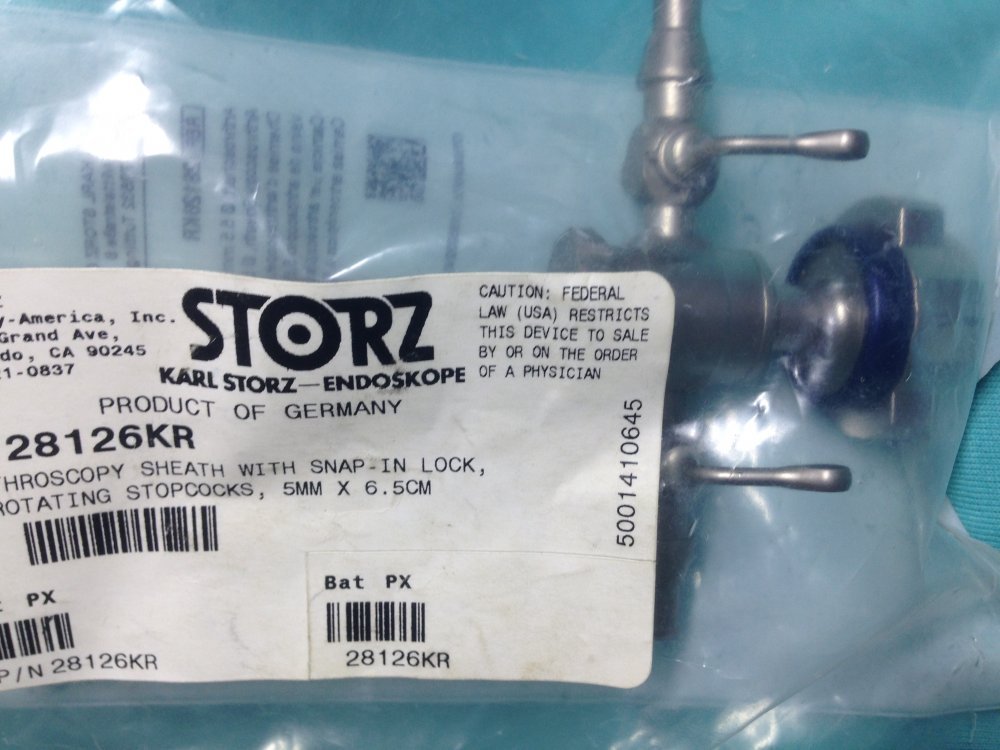 y-America, Inc.
Grand Ave,
do, CA 90245
1-0837
STORZ
KARL STORZ—ENDOSKOPE
CAUTION: FEDERAL
LAW (USA) RESTRICTS
THIS DEVICE TO SALE
BY OR ON THE ORDER
OF A PHYSICIAN
PRODUCT OF GERMANY
28126KR
THROSCOPY SHEATH WITH SNAP-IN LOCK,
ROTATING STOPCOCKS, 5MM X 6.5CM
5001410645
PX
P/N 28126KR
Bat PX
28126KR